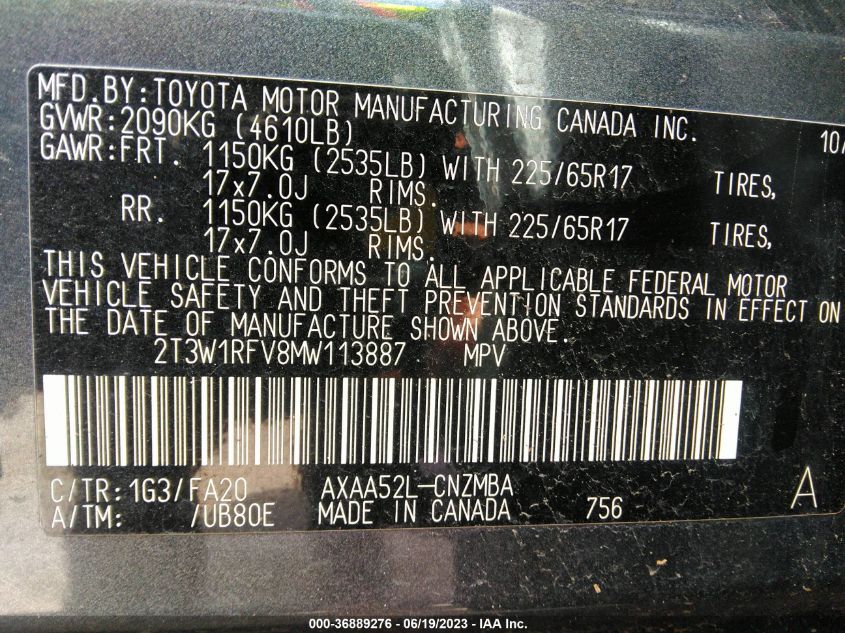 MFD.BY:TOYOTA MOTOR MANUFACTURING CANADA INC. 10/
GVWR:2090KG (4610LB)
GAWR:FRT. 1150KG (2535LB) WITH 225/65R17 TIRES,
17x7.0J RIMS.
RR. 1150KG (2535LB) WITH 225/65R17 TIRES,
17x7.0J RIMS.
THIS VEHICLE CONFORMS TO ALL APPLICABLE FEDERAL MOTOR
VEHICLE SAFETY AND THEFT PREVENTION STANDARDS IN EFFECT ON
THE DATE OF MANUFACTURE SHOWN ABOVE.
2T3W1RFV8MW113887 MPV
C/TR:1G3/FA20 AXAA52L-CNZMBA A
A/TM: /UB80E MADE IN CANADA 756
000-36889276 - 06/19/2023 - IAA Inc.